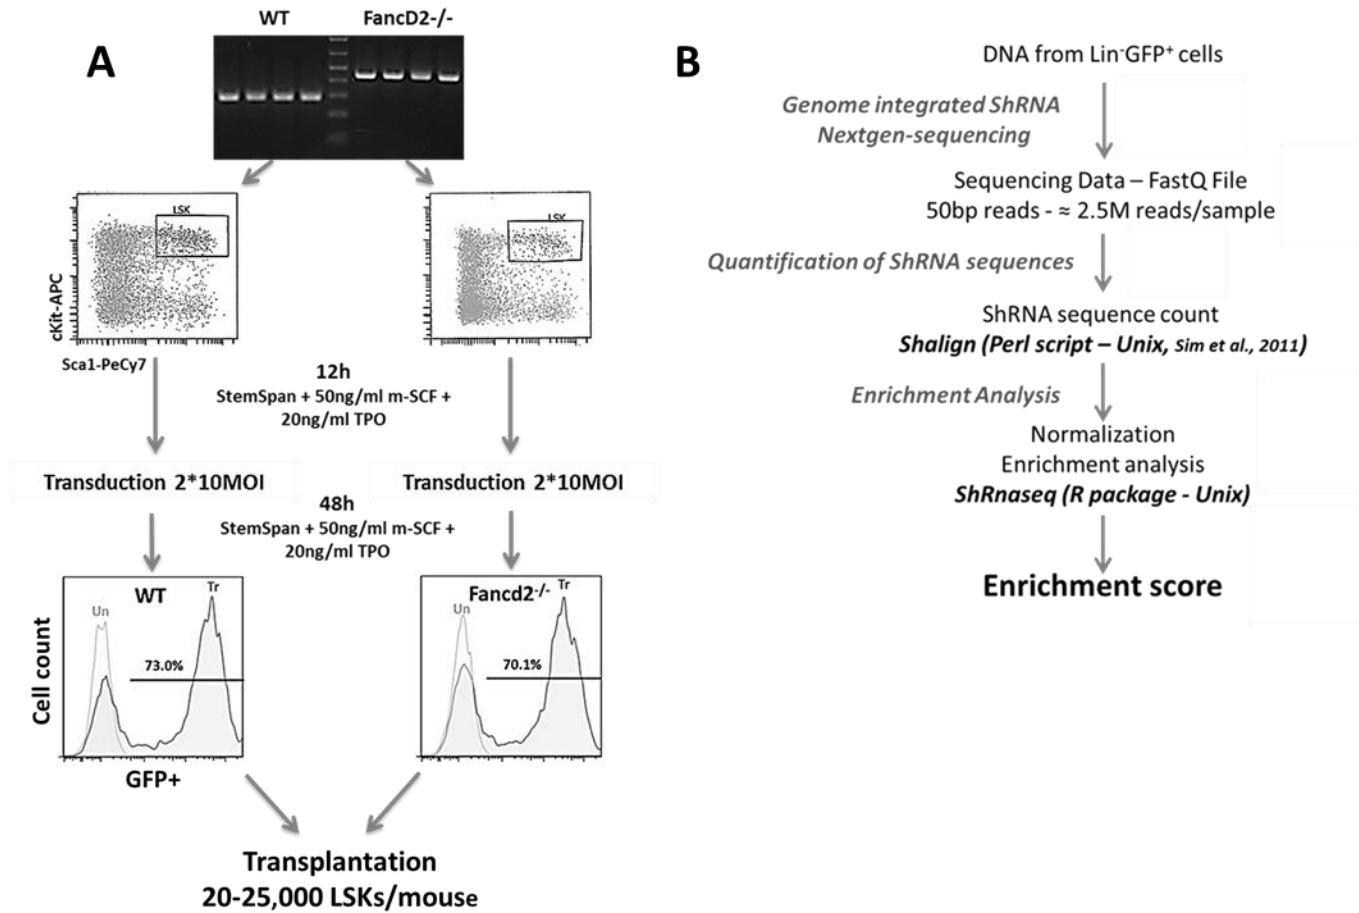 A
WT FancD2-/-
LSK
LSK
cKit-APC
Sca1-PeCy7
12h
StemSpan + 50ng/ml m-SCF +
20ng/ml TPO
Transduction 2*10MOI
Transduction 2*10MOI
48h
StemSpan + 50ng/ml m-SCF +
20ng/ml TPO
WT
Un
Tr
73.0%
Fancd2-/-
Un
Tr
70.1%
Cell count
GFP+
Transplantation
20-25,000 LSKs/mouse
B
DNA from Lin-GFP+ cells
Genome integrated ShRNA
Nextgen-sequencing
Sequencing Data – FastQ File
50bp reads - ≈ 2.5M reads/sample
Quantification of ShRNA sequences
ShRNA sequence count
Shalign (Perl script – Unix, Sim et al., 2011)
Enrichment Analysis
Normalization
Enrichment analysis
ShRnaseq (R package - Unix)
Enrichment score